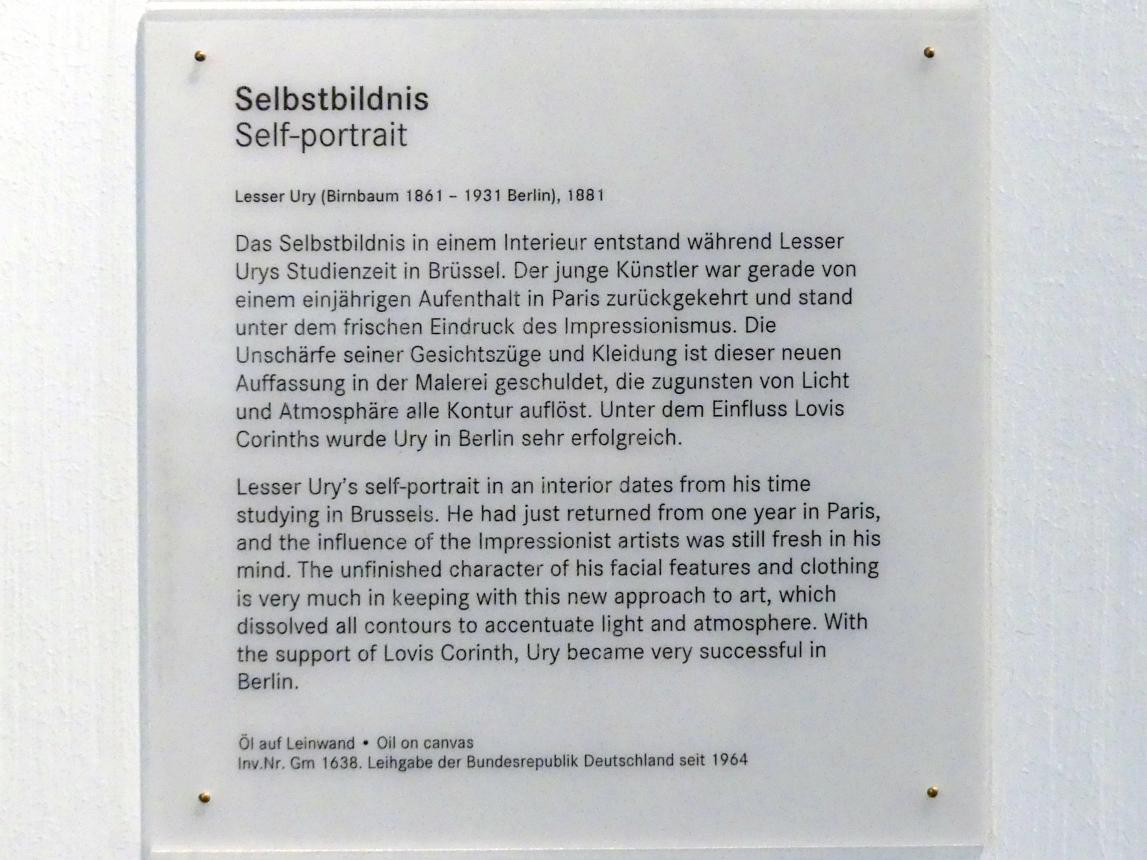 Selbstbildnis
Self-portrait
Lesser Ury (Birnbaum 1861 – 1931 Berlin), 1881
Das Selbstbildnis in einem Interieur entstand während Lesser
Urys Studienzeit in Brüssel. Der junge Künstler war gerade von
einem einjährigen Aufenthalt in Paris zurückgekehrt und stand
unter dem frischen Eindruck des Impressionismus. Die
Unschärfe seiner Gesichtszüge und Kleidung ist dieser neuen
Auffassung in der Malerei geschuldet, die zugunsten von Licht
und Atmosphäre alle Kontur auflöst. Unter dem Einfluss Lovis
Corinths wurde Ury in Berlin sehr erfolgreich.
Lesser Ury's self-portrait in an interior dates from his time
studying in Brussels. He had just returned from one year in Paris,
and the influence of the Impressionist artists was still fresh in his
mind. The unfinished character of his facial features and clothing
is very much in keeping with this new approach to art, which
dissolved all contours to accentuate light and atmosphere. With
the support of Lovis Corinth, Ury became very successful in
Berlin.
Öl auf Leinwand • Oil on canvas
Inv.Nr. Gm 1638. Leihgabe der Bundesrepublik Deutschland seit 1964